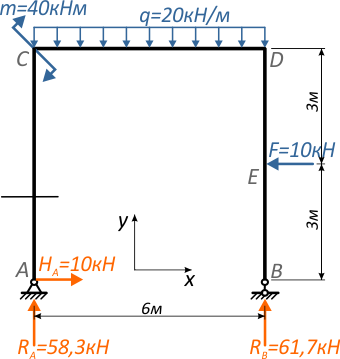 m=40кНм
q=20кН/м
C
D
3м
F=10кН
E
y
3м
A
H_A=10кН
x
B
6м
R_A=58,3кН
R_B=61,7кН